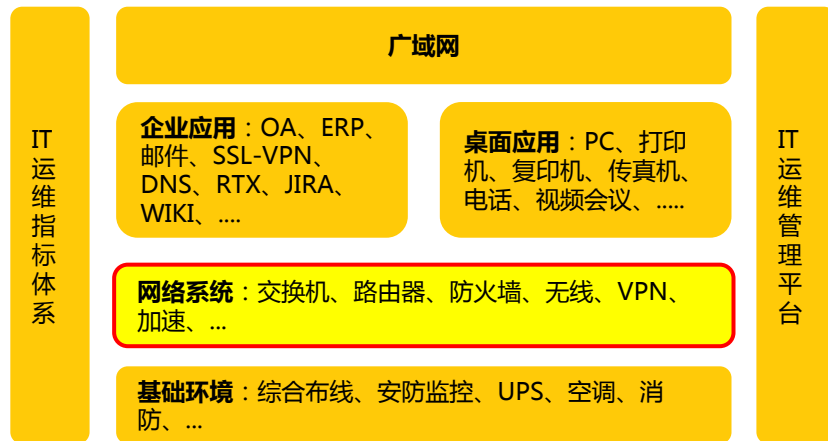 IT
运
维
指
标
体
系
广域网
企业应用：OA、ERP、
邮件、SSL-VPN、
DNS、RTX、JIRA、
WIKI、....
桌面应用：PC、打印
机、复印机、传真机、
电话、视频会议、.....
网络系统：交换机、路由器、防火墙、无线、VPN、
加速、...
基础环境：综合布线、安防监控、UPS、空调、消
防、...
IT
运
维
管
理
平
台